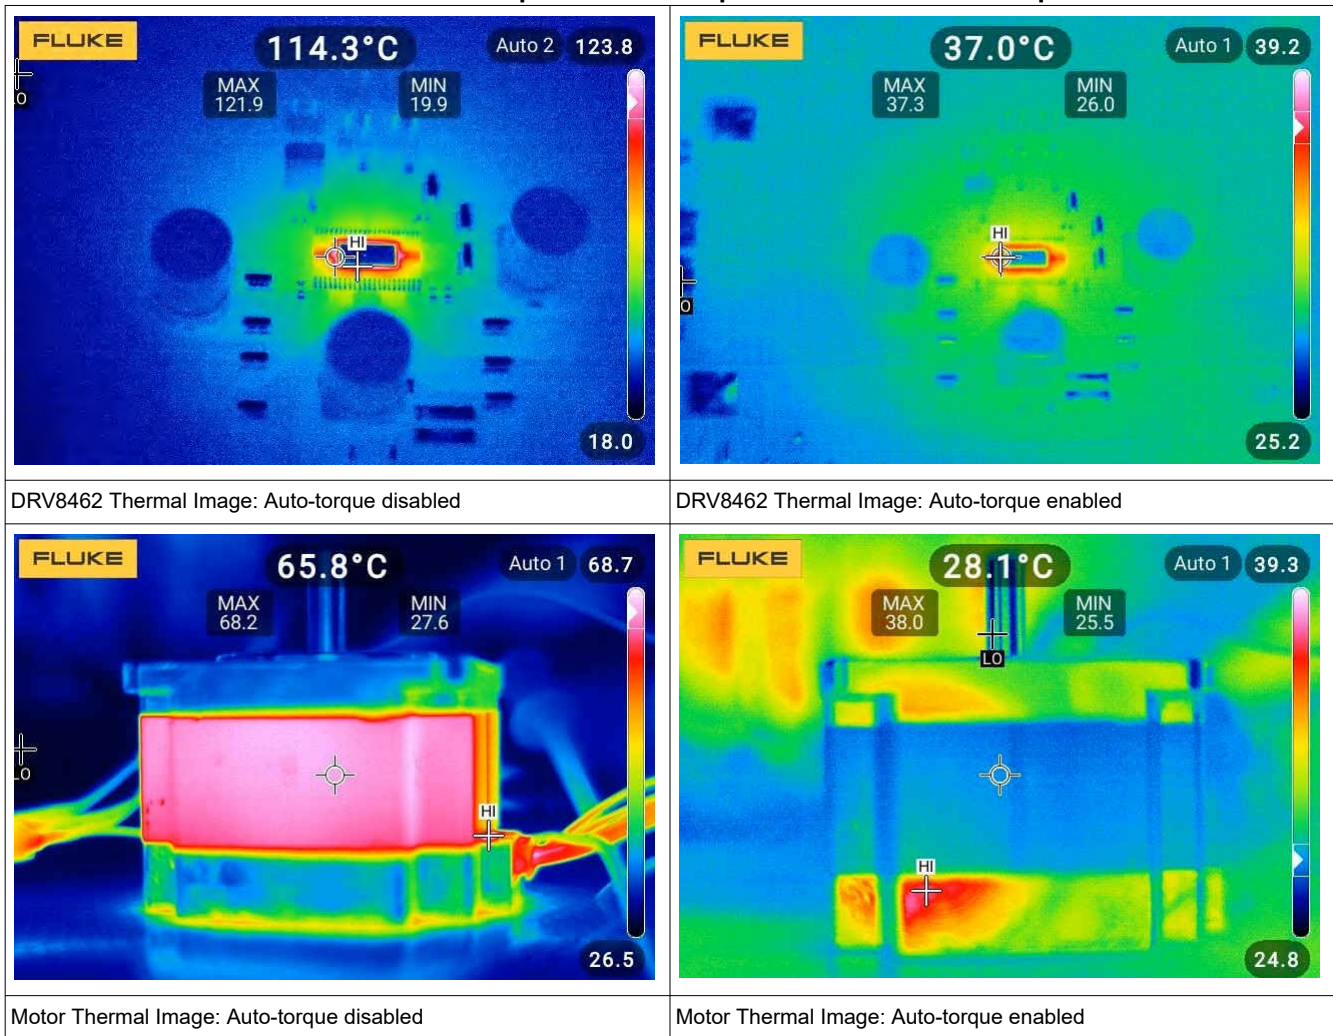 FLUKE
114.3°C
Auto 2 123.8
MAX
121.9
MIN
19.9
LO
HI
18.0
FLUKE
37.0°C
Auto 1 39.2
MAX
37.3
MIN
26.0
HI
25.2
DRV8462 Thermal Image: Auto-torque disabled
DRV8462 Thermal Image: Auto-torque enabled
FLUKE
65.8°C
Auto 1 68.7
MAX
68.2
MIN
27.6
LO
HI
26.5
FLUKE
28.1°C
Auto 1 39.3
MAX
38.0
MIN
25.5
LO
HI
24.8
Motor Thermal Image: Auto-torque disabled
Motor Thermal Image: Auto-torque enabled